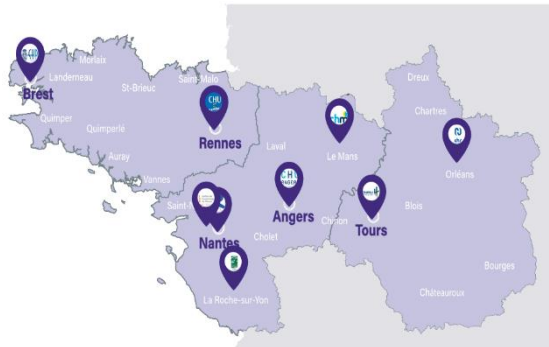 Morlaix
Landerneau
Brest
St-Brieuc
Saint-Malo
Dreux
CHU
Rennes
Chartres
Quimper
Quimperlé
Laval
Le Mans
Orléans
Auray
Vannes
CHU
Angers
Tours
Blois
Nantes
Cholet
Chinon
Bourges
La Roche-sur-Yon
Châteauroux